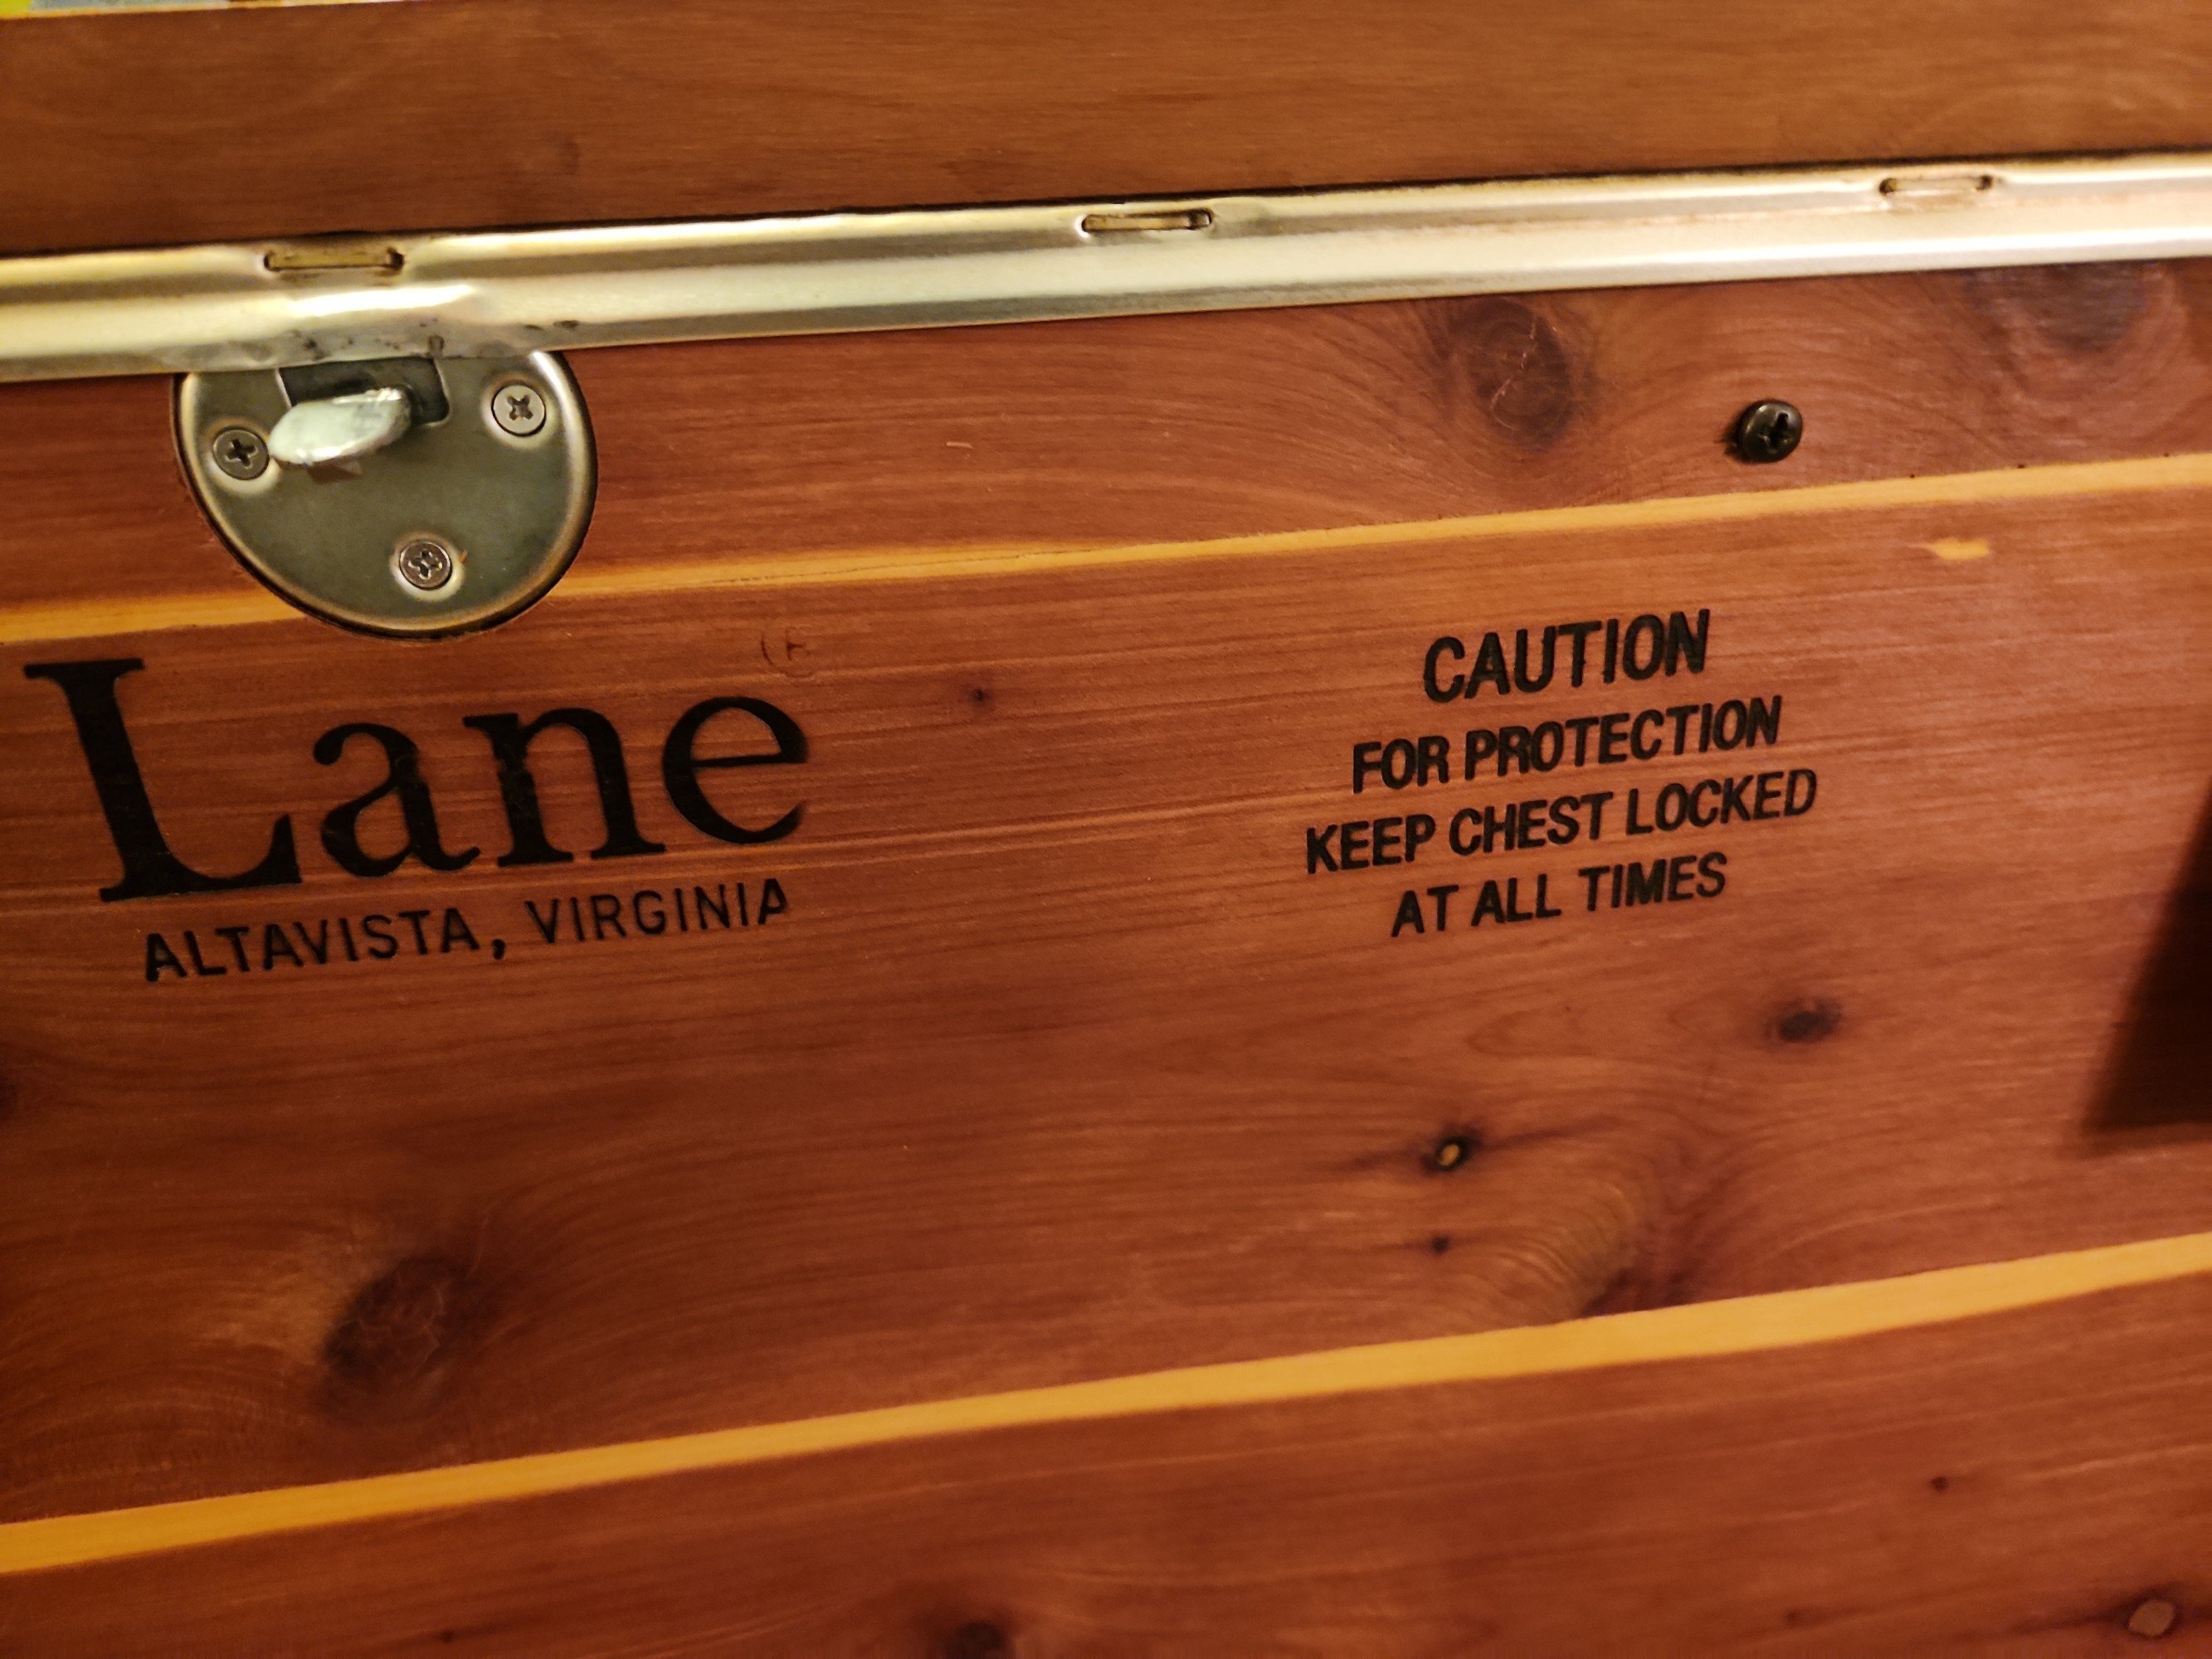 Lane
ALTAVISTA, VIRGINIA
CAUTION
FOR PROTECTION
KEEP CHEST LOCKED
AT ALL TIMES